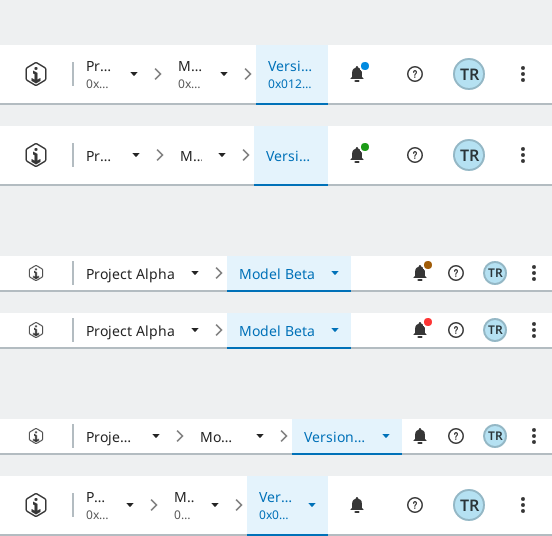 Pr... M... Versi... TR
0x... 0x... 0x012...
Pr... M.. Versi... TR
Project Alpha Model Beta TR
Project Alpha Model Beta TR
Proje... Mo... Version... TR
P... M.. Ver... TR
0x... 0... 0x0...